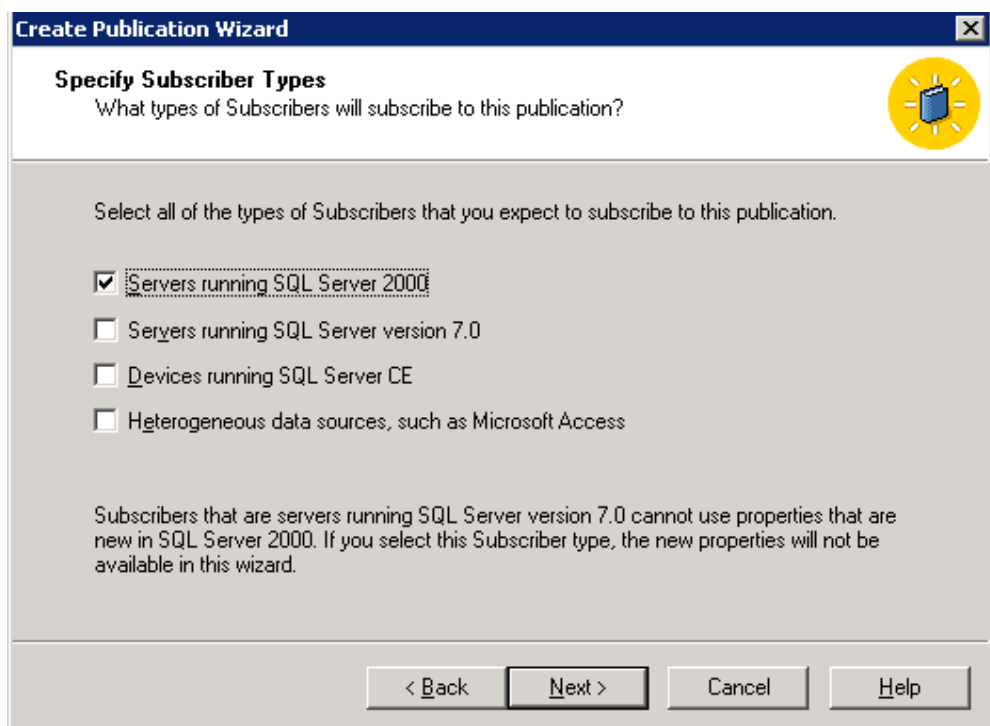 Create Publication Wizard
Specify Subscriber Types
What types of Subscribers will subscribe to this publication?
Select all of the types of Subscribers that you expect to subscribe to this publication.
Servers running SQL Server 2000
Servers running SQL Server version 7.0
Devices running SQL Server CE
Heterogeneous data sources, such as Microsoft Access
Subscribers that are servers running SQL Server version 7.0 cannot use properties that are
new in SQL Server 2000. If you select this Subscriber type, the new properties will not be
available in this wizard.
< Back
Next >
Cancel
Help